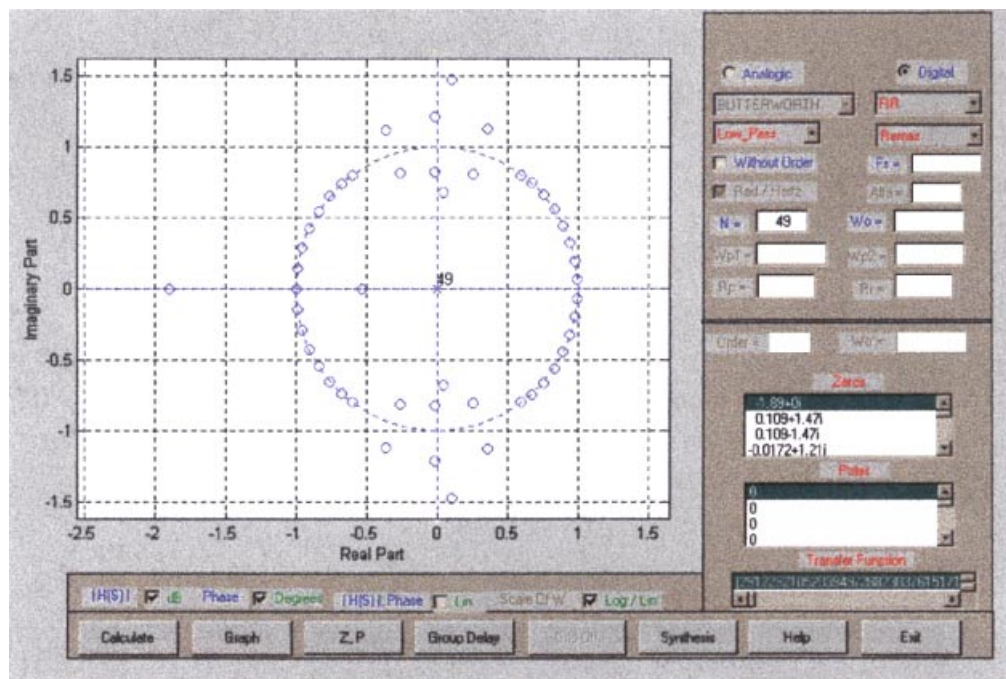 1.5
1
0.5
0
-0.5
-1
-1.5
Imaginary Part
49
-2.5 -2 -1.5 -1 -0.5 0 0.5 1 1.5
Real Part
Analogic Digital
BUTTERWORTH FIR
Low_Pass Remez
Without Order Fs =
Rad / Hertz
N = 49 Wo =
Wp1 = Wp2 =
Rp = Rr =
Order = Wo =
Zeros
-1.89+0i
0.109+1.47i
0.109-1.47i
-0.0172+1.21i
Poles
0
0
0
0
Transfer Function
|H(S)| dB Phase Degrees |H(S)|,Phase Lin Scale Of W Log / Lin
Calculate Graph Z, P Group Delay Synthesis Help Exit